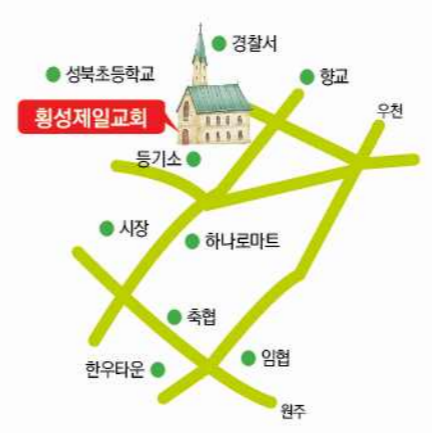 경찰서
성북초등학교
향교
횡성제일교회
우천
등기소
시장
하나로마트
축협
임협
한우타운
원주